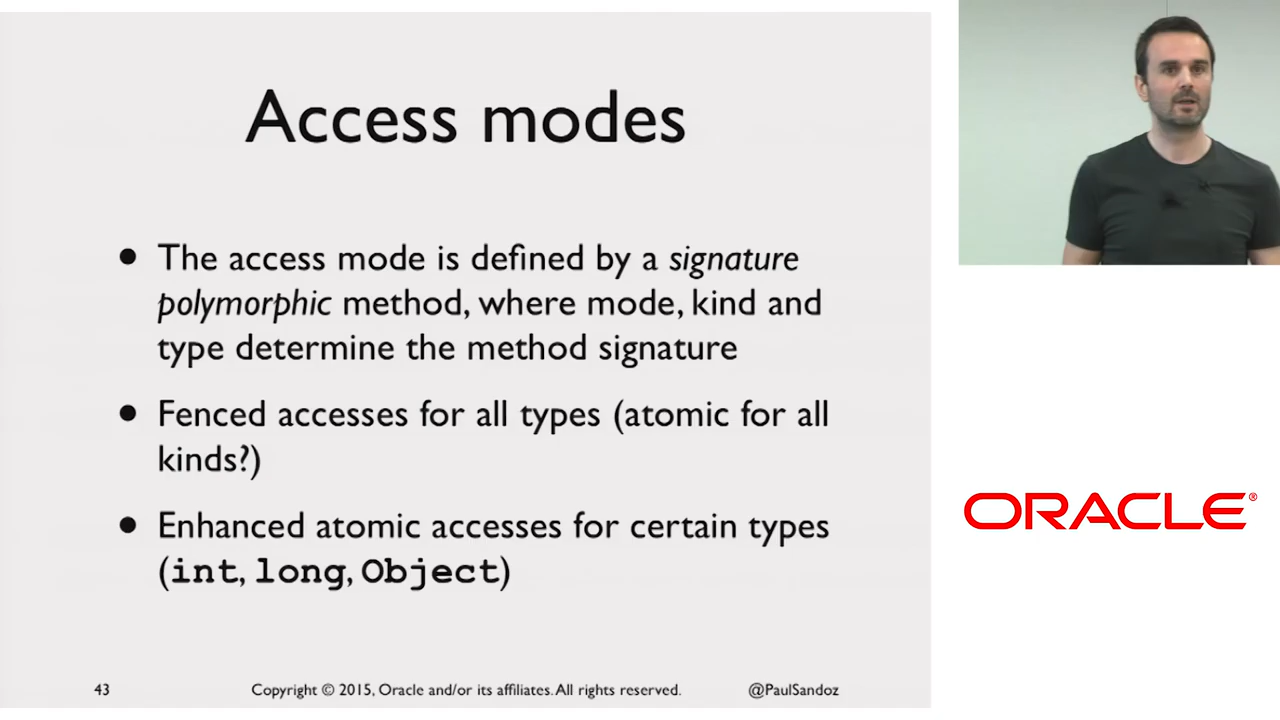 Access modes
• The access mode is defined by a signature
polymorphic method, where mode, kind and
type determine the method signature
• Fenced accesses for all types (atomic for all
kinds?)
• Enhanced atomic accesses for certain types
(int, long, Object)
43 Copyright © 2015, Oracle and/or its affiliates. All rights reserved. @PaulSandoz
ORACLE®